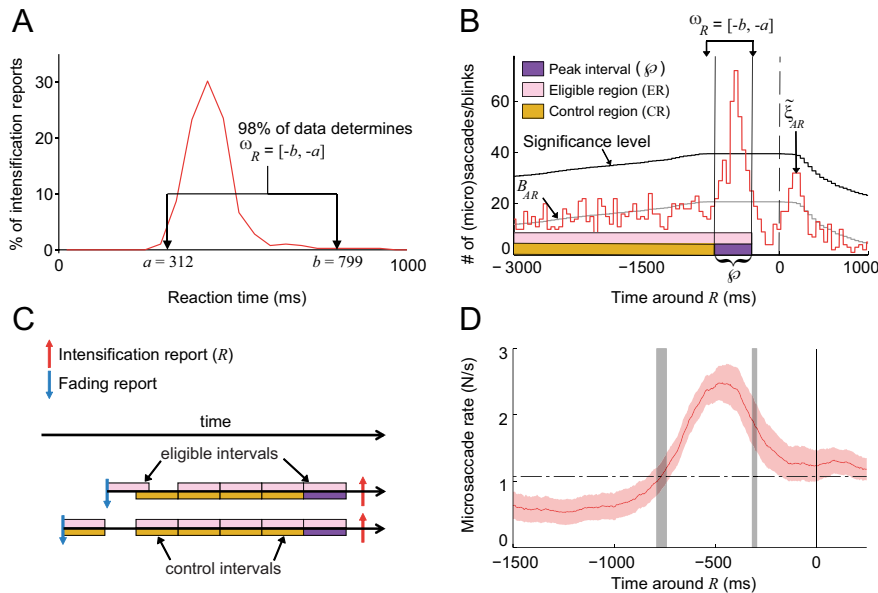 A
% of intensification reports
40
30
20
10
0
98% of data determines
ω_R = [-b, -a]
a = 312
b = 799
0
1000
Reaction time (ms)
B
ω_R = [-b, -a]
# of (micro)saccades/blinks
60
40
20
0
Peak interval (℘)
Eligible region (ER)
Control region (CR)
Significance level
B_AR
ξ̃_AR
-3000
-1500
0
1000
℘
Time around R (ms)
C
Intensification report (R)
Fading report
time
eligible intervals
control intervals
D
Microsaccade rate (N/s)
3
2
1
0
-1500
-1000
-500
0
Time around R (ms)